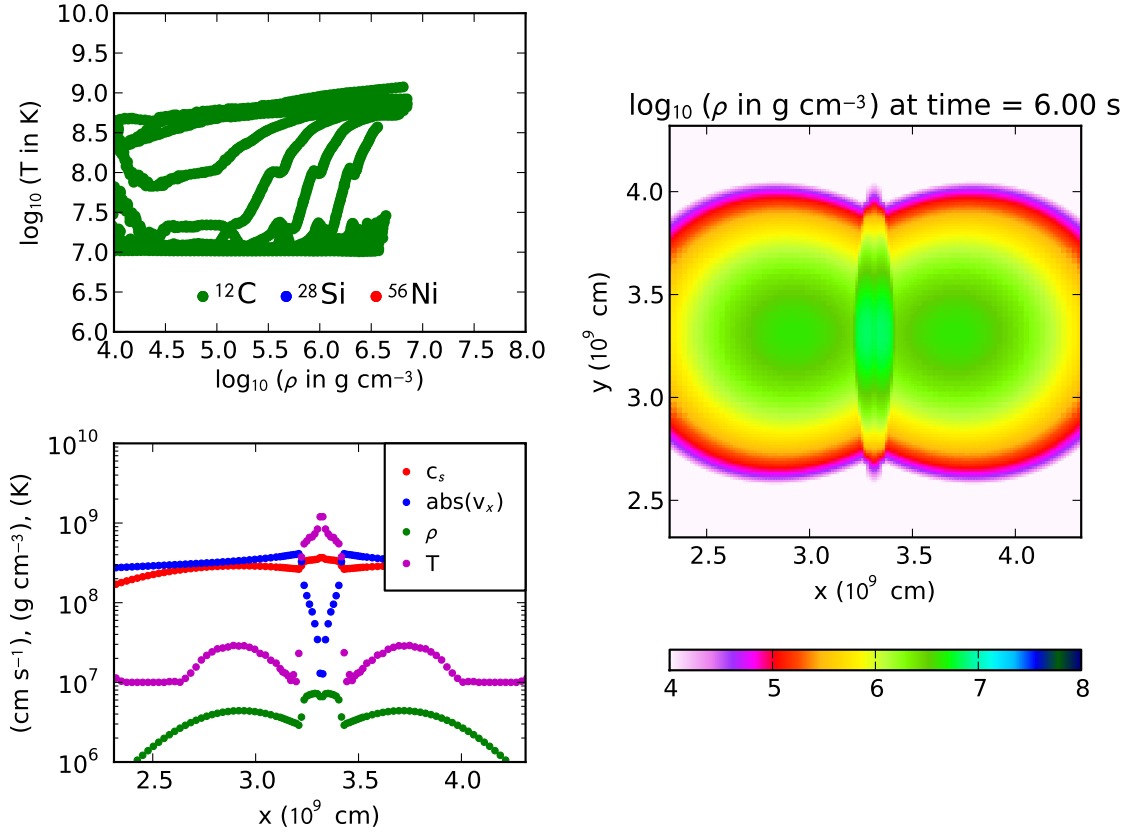 10.0
9.5
9.0
8.5
8.0
7.5
7.0
6.5
6.0
log₁₀ (T in K)
¹²C ²⁸Si ⁵⁶Ni
4.0 4.5 5.0 5.5 6.0 6.5 7.0 7.5 8.0
log₁₀ (ρ in g cm⁻³)
log₁₀ (ρ in g cm⁻³) at time = 6.00 s
4.0
3.5
3.0
2.5
y (10⁹ cm)
2.5 3.0 3.5 4.0
x (10⁹ cm)
4 5 6 7 8
10¹⁰
10⁹
10⁸
10⁷
10⁶
(cm s⁻¹), (g cm⁻³), (K)
cₛ
abs(vₓ)
ρ
T
2.5 3.0 3.5 4.0
x (10⁹ cm)